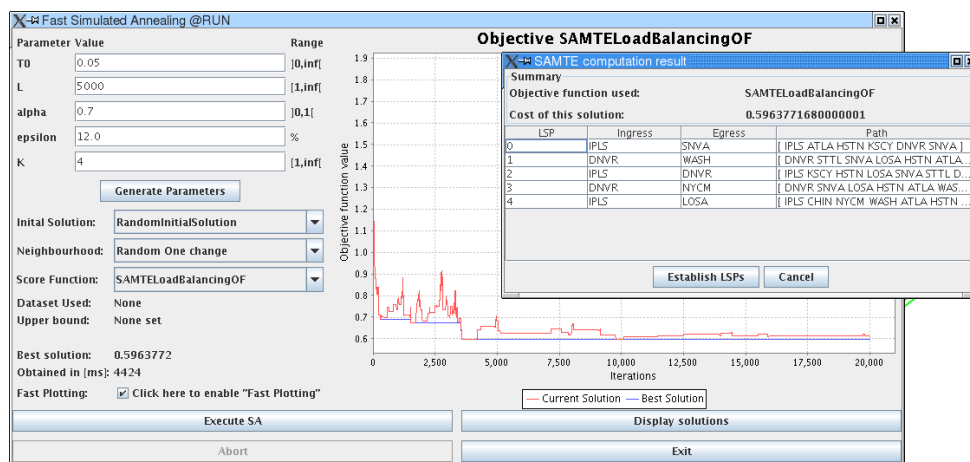 Fast Simulated Annealing @RUN
Parameter Value Range
T0 0.05 ]0,inf[
L 5000 [1,inf[
alpha 0.7 ]0,1[
epsilon 12.0 %
K 4 [1,inf[
Generate Parameters
Inital Solution: RandomInitialSolution
Neighbourhood: Random One change
Score Function: SAMTELoadBalancingOF
Dataset Used: None
Upper bound: None set
Best solution: 0.5963772
Obtained in [ms]: 4424
Fast Plotting: Click here to enable "Fast Plotting"
Execute SA
Display solutions
Abort
Exit
Objective SAMTELoadBalancingOF
Objective function value
1.9
1.8
1.7
1.6
1.5
1.4
1.3
1.2
1.1
1.0
0.9
0.8
0.7
0.6
0 2,500 5,000 7,500 10,000 12,500 15,000 17,500 20,000
Iterations
Current Solution Best Solution
SAMTE computation result
Summary
Objective function used: SAMTELoadBalancingOF
Cost of this solution: 0.5963771680000001
LSP Ingress Egress Path
0 IPLS SNVA [ IPLS ATLA HSTN KSCY DNVR SNVA ]
1 DNVR WASH [ DNVR STTL SNVA LOSA HSTN ATLA...
2 IPLS DNVR [ IPLS KSCY HSTN LOSA SNVA STTL D...
3 DNVR NYCM [ DNVR SNVA LOSA HSTN ATLA WAS...
4 IPLS LOSA [ IPLS CHIN NYCM WASH ATLA HSTN ...
Establish LSPs
Cancel